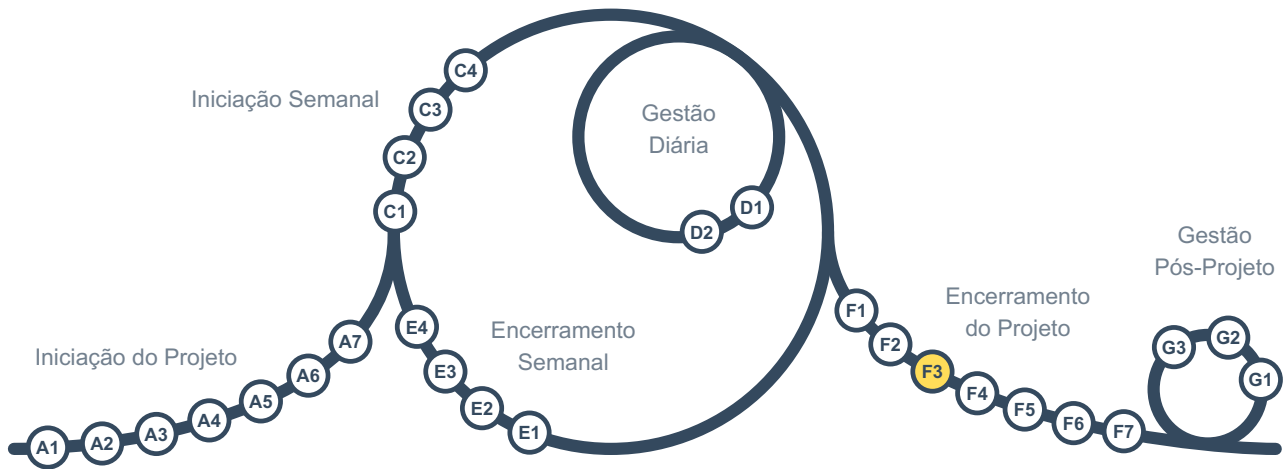 Iniciação do Projeto
A1
A2
A3
A4
A5
A6
A7
Iniciação Semanal
C1
C2
C3
C4
Gestão
Diária
D1
D2
Encerramento
Semanal
E1
E2
E3
E4
Encerramento
do Projeto
F1
F2
F3
F4
F5
F6
F7
Gestão
Pós-Projeto
G1
G2
G3